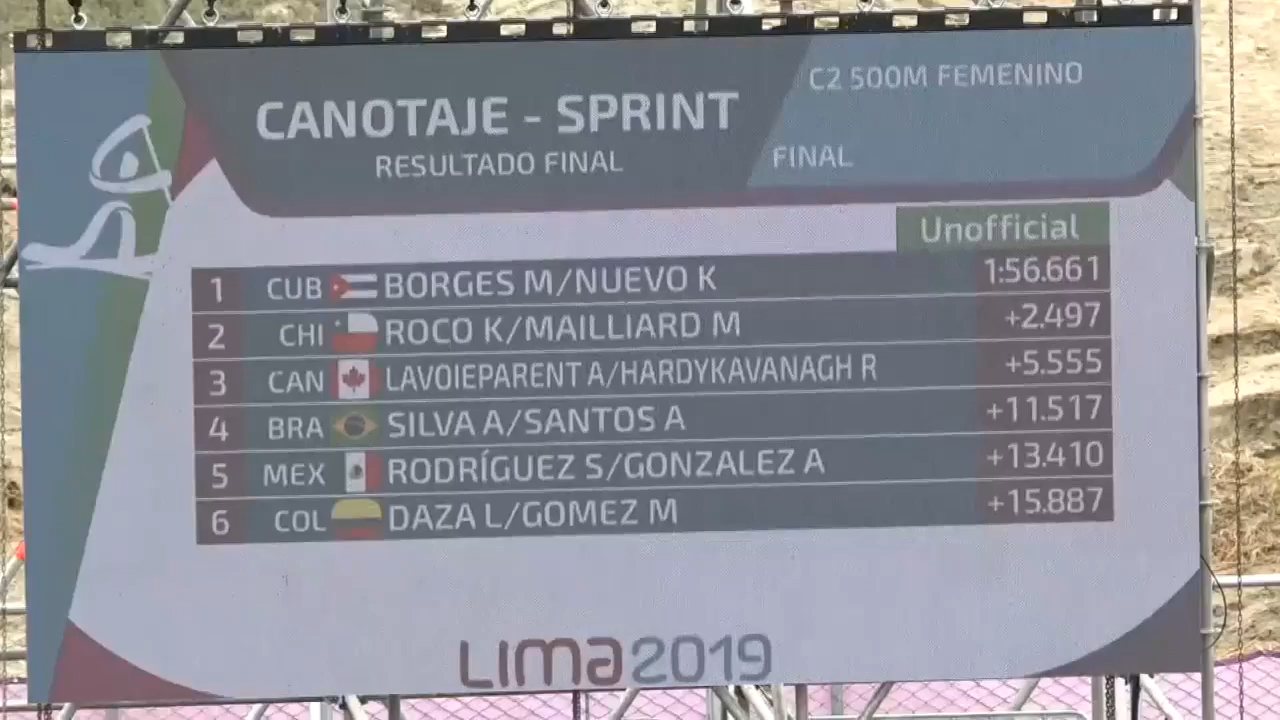 C2 500M FEMENINO
CANOTAJE - SPRINT
RESULTADO FINAL
FINAL
Unofficial
1 CUB BORGES M/NUEVO K 1:56.661
2 CHI ROCO K/MAILLIARD M +2.497
3 CAN LAVOIEPARENT A/HARDYKAVANAGH R +5.555
4 BRA SILVA A/SANTOS A +11.517
5 MEX RODRÍGUEZ S/GONZALEZ A +13.410
6 COL DAZA L/GOMEZ M +15.887
LIMA2019